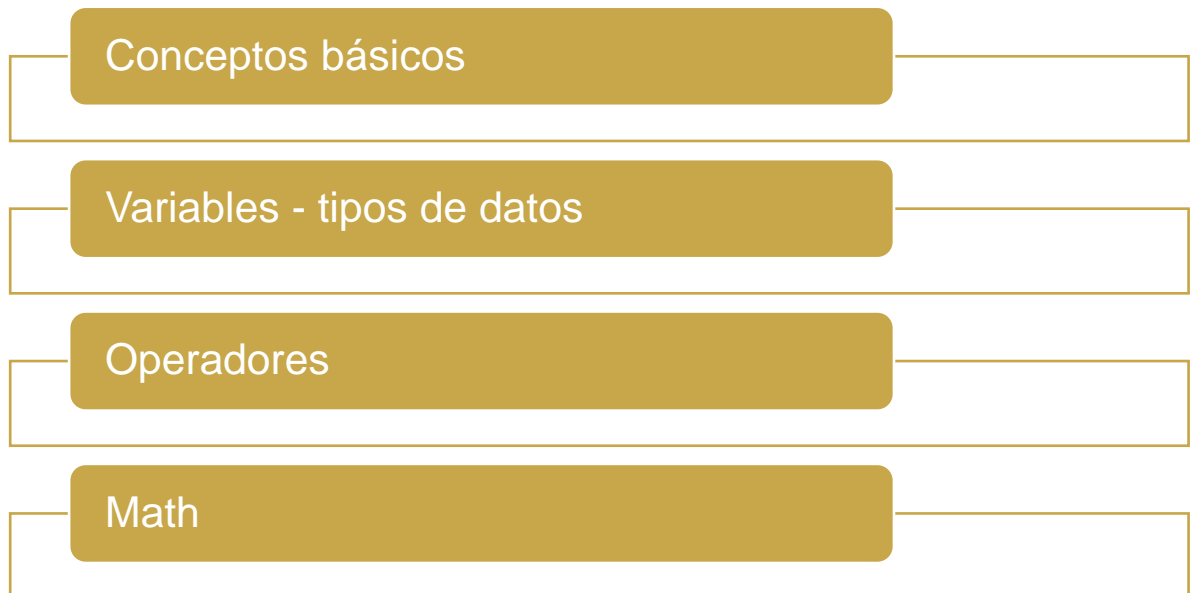 Conceptos básicos
Variables - tipos de datos
Operadores
Math